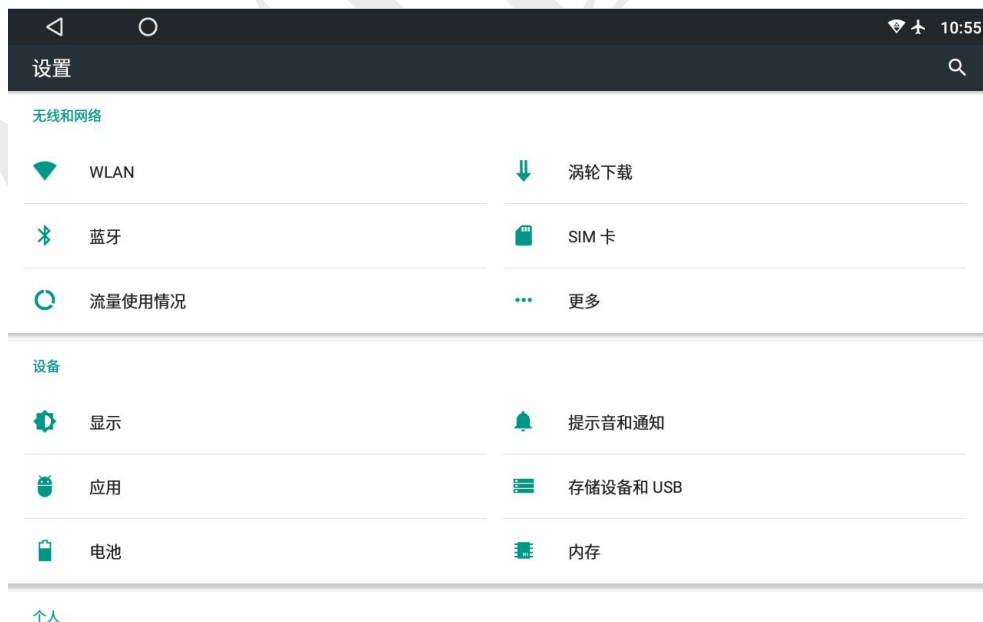 10:55
设置
无线和网络
WLAN
涡轮下载
蓝牙
SIM 卡
流量使用情况
更多
设备
显示
提示音和通知
应用
存储设备和 USB
电池
内存
个人